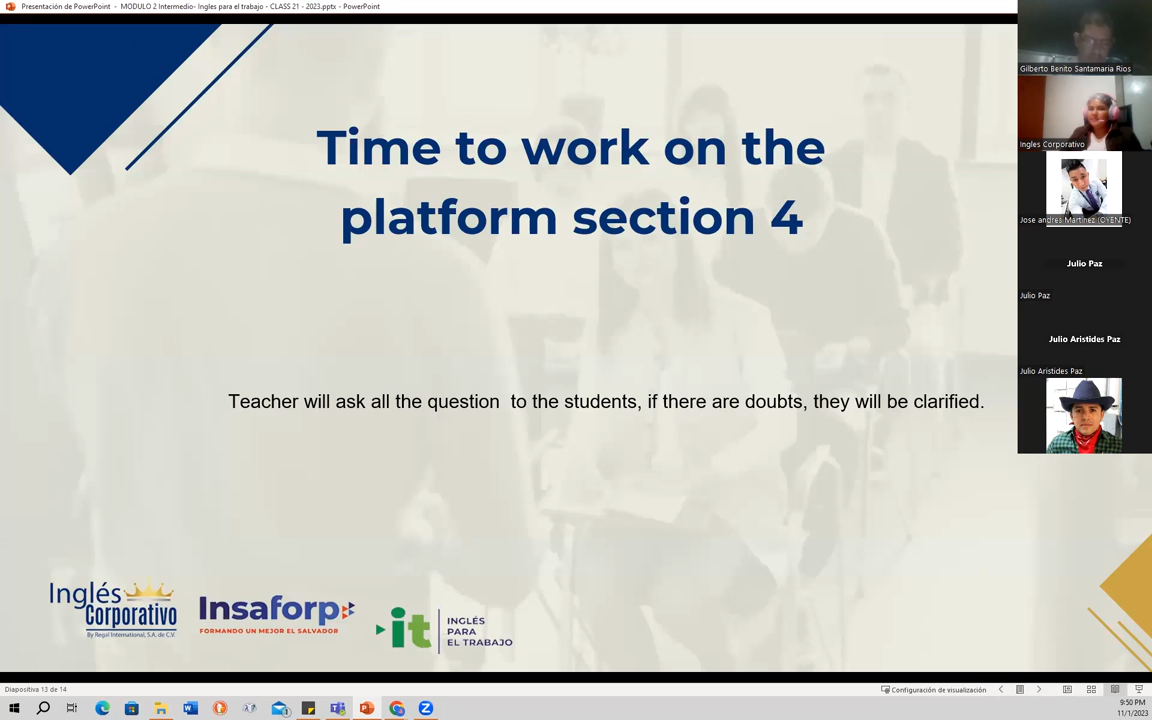 Presentación de PowerPoint - MODULO 2 Intermedio- Ingles para el trabajo - CLASS 21 - 2023.pptx - PowerPoint
Time to work on the
platform section 4
Teacher will ask all the question to the students, if there are doubts, they will be clarified.
Gilberto Benito Santamaria Rios
Ingles Corporativo
Jose andres Martinez (OYENTE)
Julio Paz
Julio Paz
Julio Aristides Paz
Julio Aristides Paz
Inglés
Corporativo
By Regal International, S.A. de C.V.
Insaforp
FORMANDO UN MEJOR EL SALVADOR
it
INGLÉS
PARA
EL TRABAJO
Diapositiva 13 de 14
Configuración de visualización
9:50 PM
11/1/2023